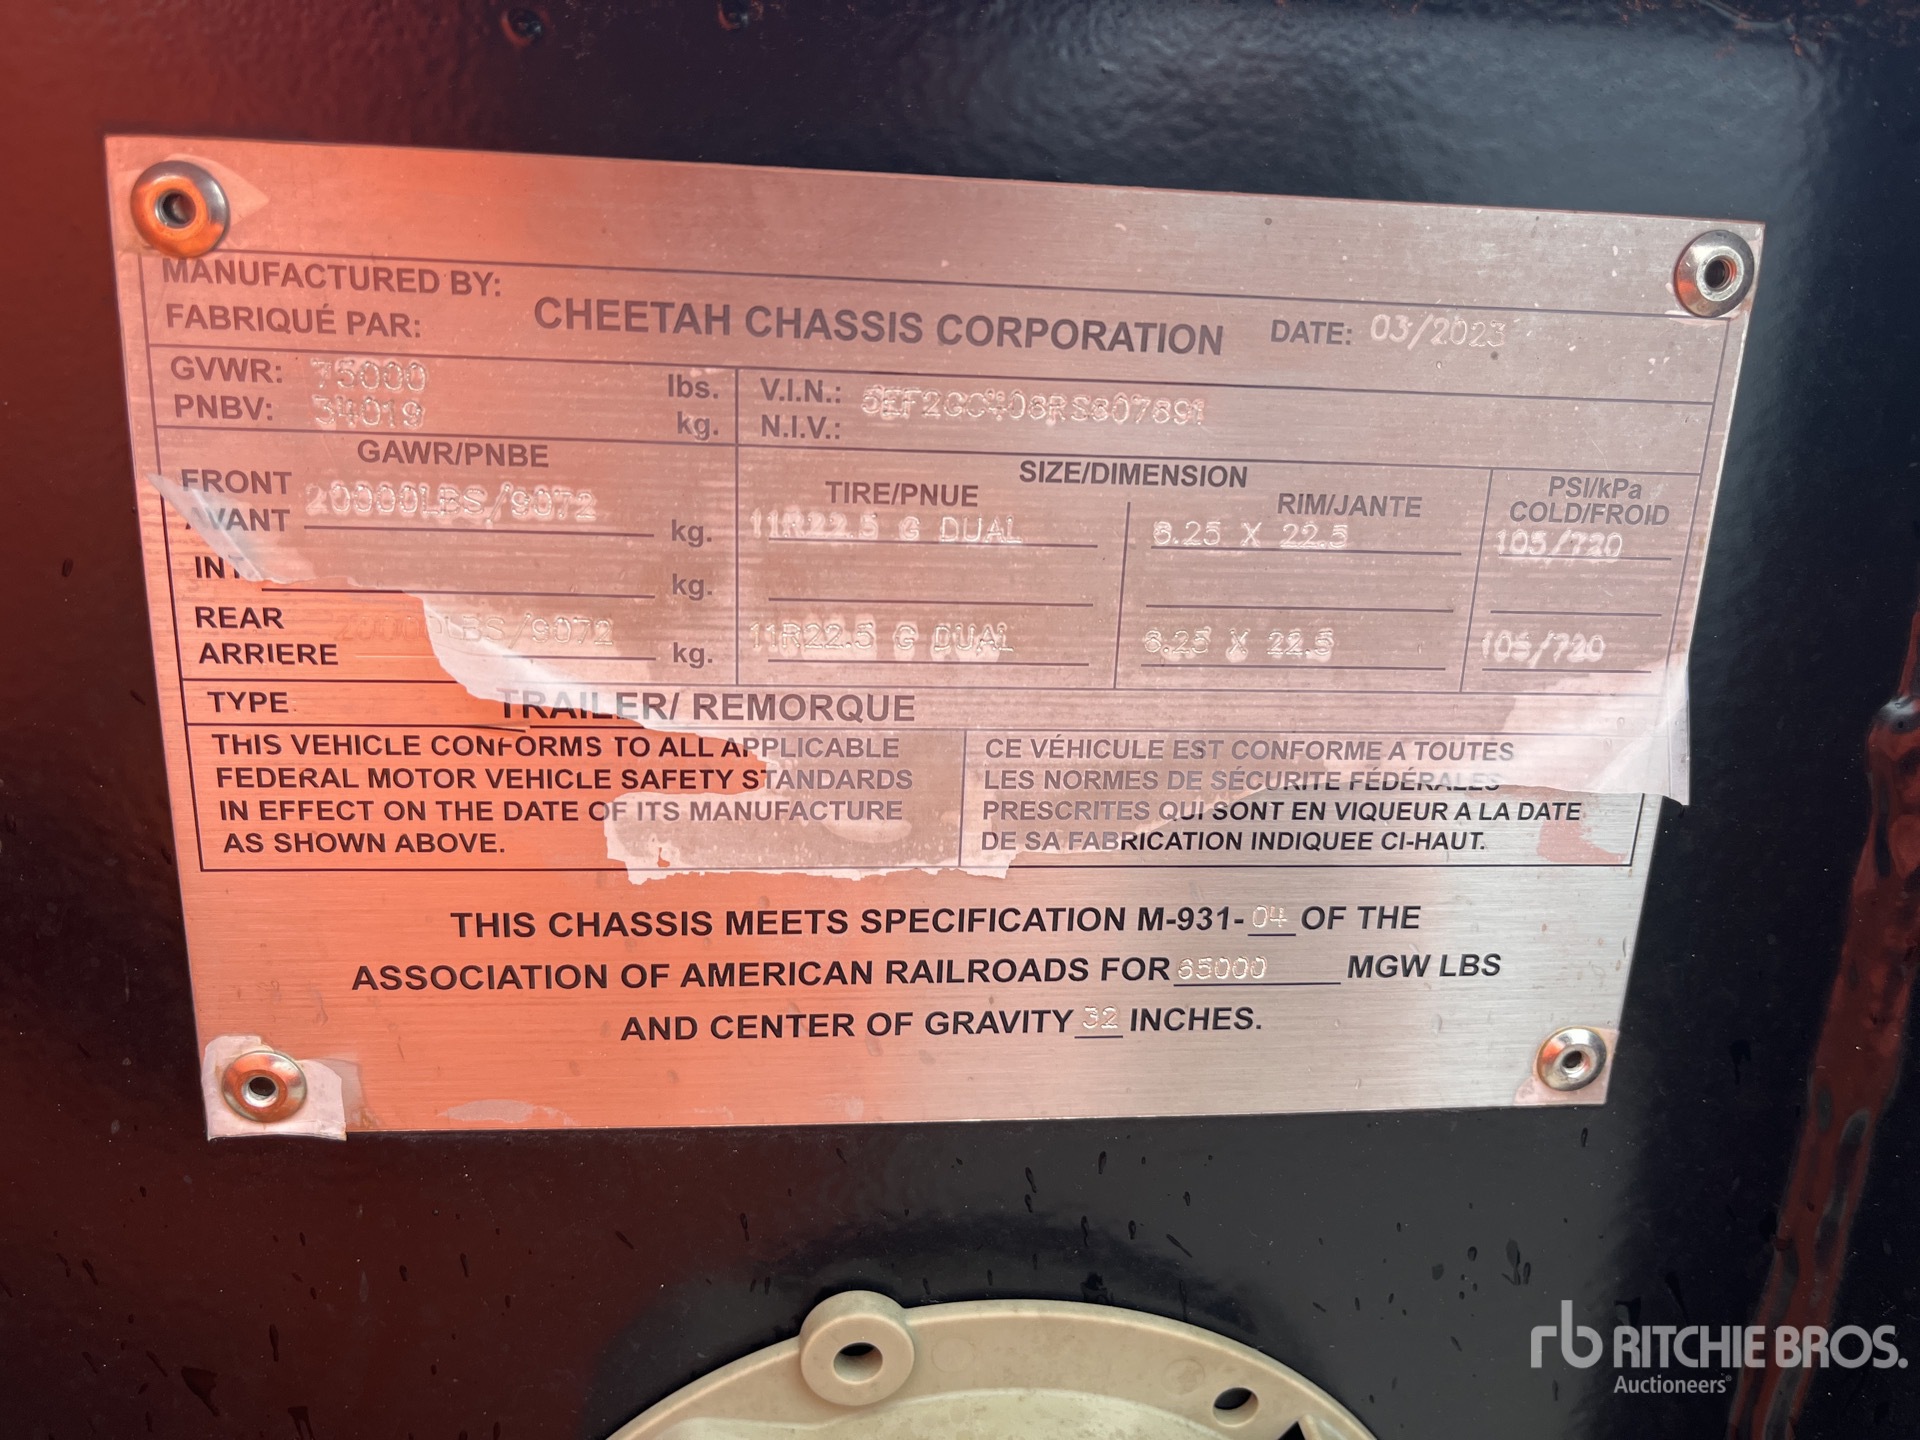 MANUFACTURED BY:
FABRIQUÉ PAR:
CHEETAH CHASSIS CORPORATION
DATE: 03/2023
GVWR: 75000 lbs.
PNBV: 34019 kg.
V.I.N.:
N.I.V.:
GAWR/PNBE
SIZE/DIMENSION
TIRE/PNUE
RIM/JANTE
PSI/kPa
COLD/FROID
FRONT
AVANT
20000LBS/9072 kg.
11R22.5 G DUAL
8.25 X 22.5
105/720
INT
kg.
REAR
ARRIERE
20000LBS/9072 kg.
11R22.5 G DUAL
8.25 X 22.5
105/720
TYPE TRAILER/ REMORQUE
THIS VEHICLE CONFORMS TO ALL APPLICABLE
FEDERAL MOTOR VEHICLE SAFETY STANDARDS
IN EFFECT ON THE DATE OF ITS MANUFACTURE
AS SHOWN ABOVE.
CE VÉHICULE EST CONFORME A TOUTES
LES NORMES DE SÉCURITE FÉDÉRALES
PRESCRITES QUI SONT EN VIQUEUR A LA DATE
DE SA FABRICATION INDIQUEE CI-HAUT.
THIS CHASSIS MEETS SPECIFICATION M-931-04 OF THE
ASSOCIATION OF AMERICAN RAILROADS FOR 65000 MGW LBS
AND CENTER OF GRAVITY 32 INCHES.
rb RITCHIE BROS.
Auctioneers